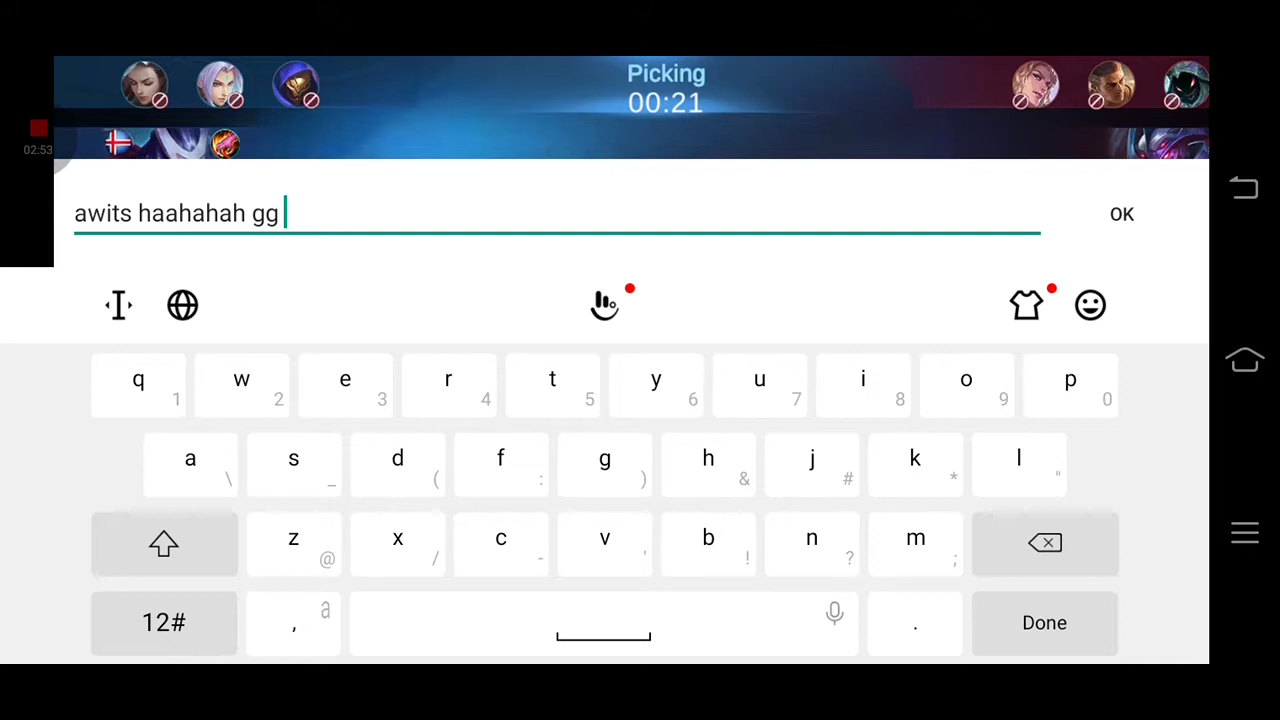 Picking
00:21
02:53
awits haahahah gg
OK
q w e r t y u i o p
1 2 3 4 5 6 7 8 9 0
a s d f g h j k l
\ _ ( : ) & # * "
z x c v b n m
@ / - ' ! ? ;
12# , a . Done